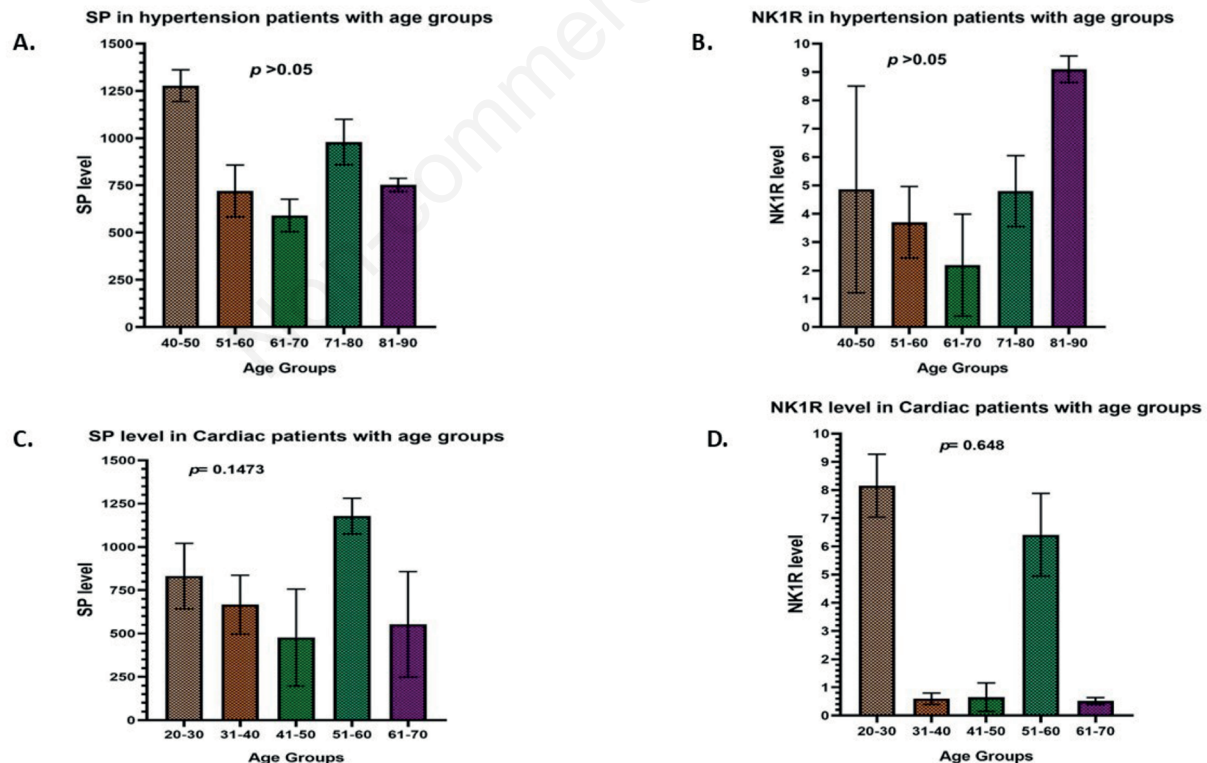 SP in hypertension patients with age groups
A.
p >0.05
1500
1250
1000
750
500
250
0
SP level
40-50 51-60 61-70 71-80 81-90
Age Groups
NK1R in hypertension patients with age groups
B.
p >0.05
10
9
8
7
6
5
4
3
2
1
0
NK1R level
40-50 51-60 61-70 71-80 81-90
Age Groups
SP level in Cardiac patients with age groups
C.
p= 0.1473
1500
1250
1000
750
500
250
0
SP level
20-30 31-40 41-50 51-60 61-70
Age Groups
NK1R level in Cardiac patients with age groups
D.
p= 0.648
10
9
8
7
6
5
4
3
2
1
0
NK1R level
20-30 31-40 41-50 51-60 61-70
Age Groups